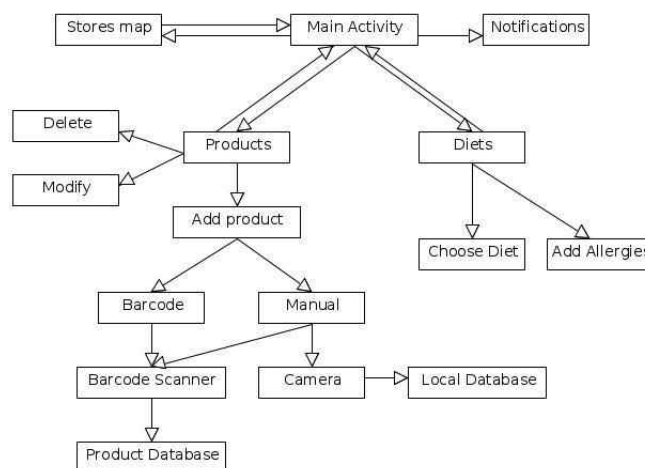 Stores map
Main Activity
Notifications
Delete
Products
Diets
Modify
Add product
Choose Diet
Add Allergies
Barcode
Manual
Barcode Scanner
Camera
Local Database
Product Database